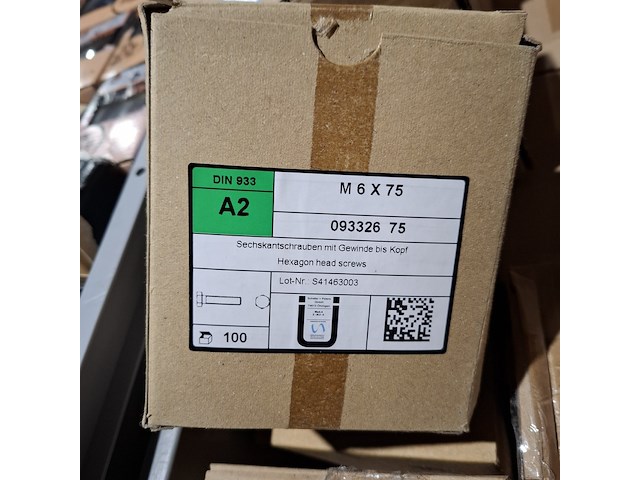 DIN 933
A2
M 6 X 75
093326 75
Sechskantschrauben mit Gewinde bis Kopf
Hexagon head screws
Lot-Nr. S41463003
100